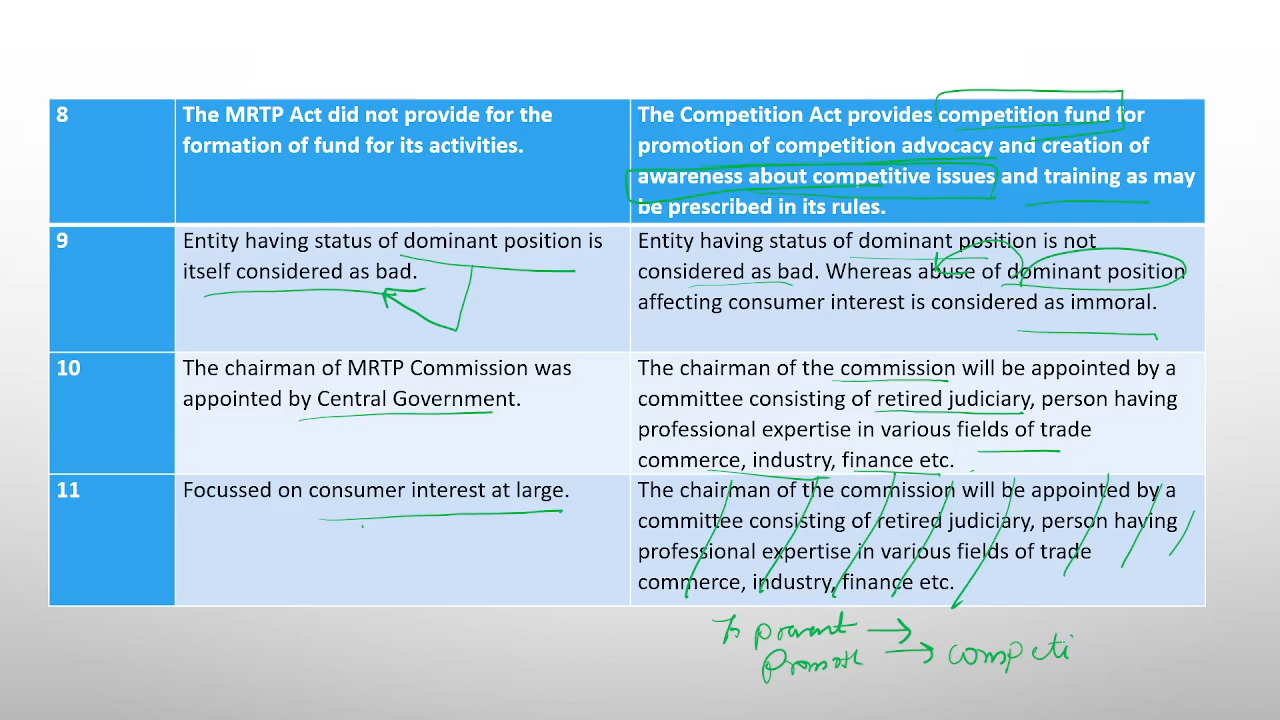 8
The MRTP Act did not provide for the
formation of fund for its activities.
The Competition Act provides competition fund for
promotion of competition advocacy and creation of
awareness about competitive issues and training as may
be prescribed in its rules.
9
Entity having status of dominant position is
itself considered as bad.
Entity having status of dominant position is not
considered as bad. Whereas abuse of dominant position
affecting consumer interest is considered as immoral.
10
The chairman of MRTP Commission was
appointed by Central Government.
The chairman of the commission will be appointed by a
committee consisting of retired judiciary, person having
professional expertise in various fields of trade
commerce, industry, finance etc.
11
Focussed on consumer interest at large.
The chairman of the commission will be appointed by a
committee consisting of retired judiciary, person having
professional expertise in various fields of trade
commerce, industry, finance etc.
To prevent
competi